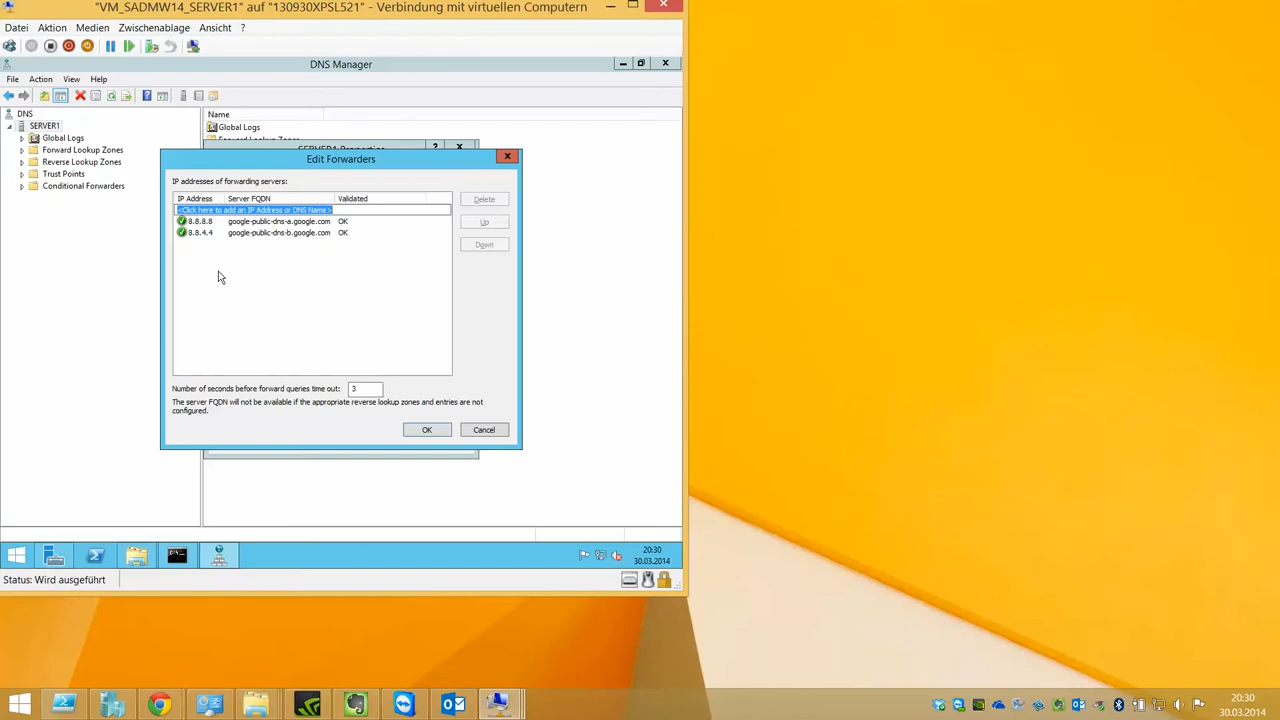 "VM_SADMW14_SERVER1" auf "130930XPSL521" - Verbindung mit virtuellen Computern
Datei Aktion Medien Zwischenablage Ansicht ?
DNS Manager
File Action View Help
DNS
SERVER1
Global Logs
Forward Lookup Zones
Reverse Lookup Zones
Trust Points
Conditional Forwarders
Name
Global Logs
Forward Lookup Zones
SERVER1 Properties
Edit Forwarders
IP addresses of forwarding servers:
IP Address Server FQDN Validated
<Click here to add an IP Address or DNS Name>
8.8.8.8 google-public-dns-a.google.com OK
8.8.4.4 google-public-dns-b.google.com OK
Delete
Up
Down
Number of seconds before forward queries time out: 3
The server FQDN will not be available if the appropriate reverse lookup zones and entries are not
configured.
OK Cancel
20:30
30.03.2014
Status: Wird ausgeführt
20:30
30.03.2014